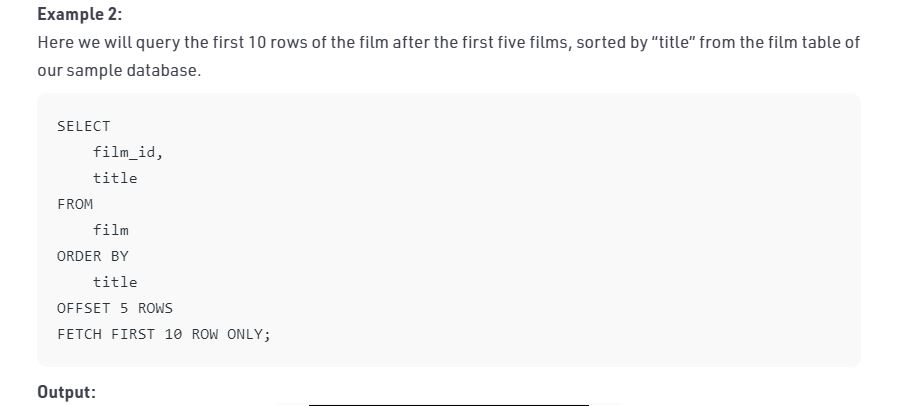 Example 2:
Here we will query the first 10 rows of the film after the first five films, sorted by “title” from the film table of
our sample database.
SELECT
    film_id,
    title
FROM
    film
ORDER BY
    title
OFFSET 5 ROWS
FETCH FIRST 10 ROW ONLY;
Output: